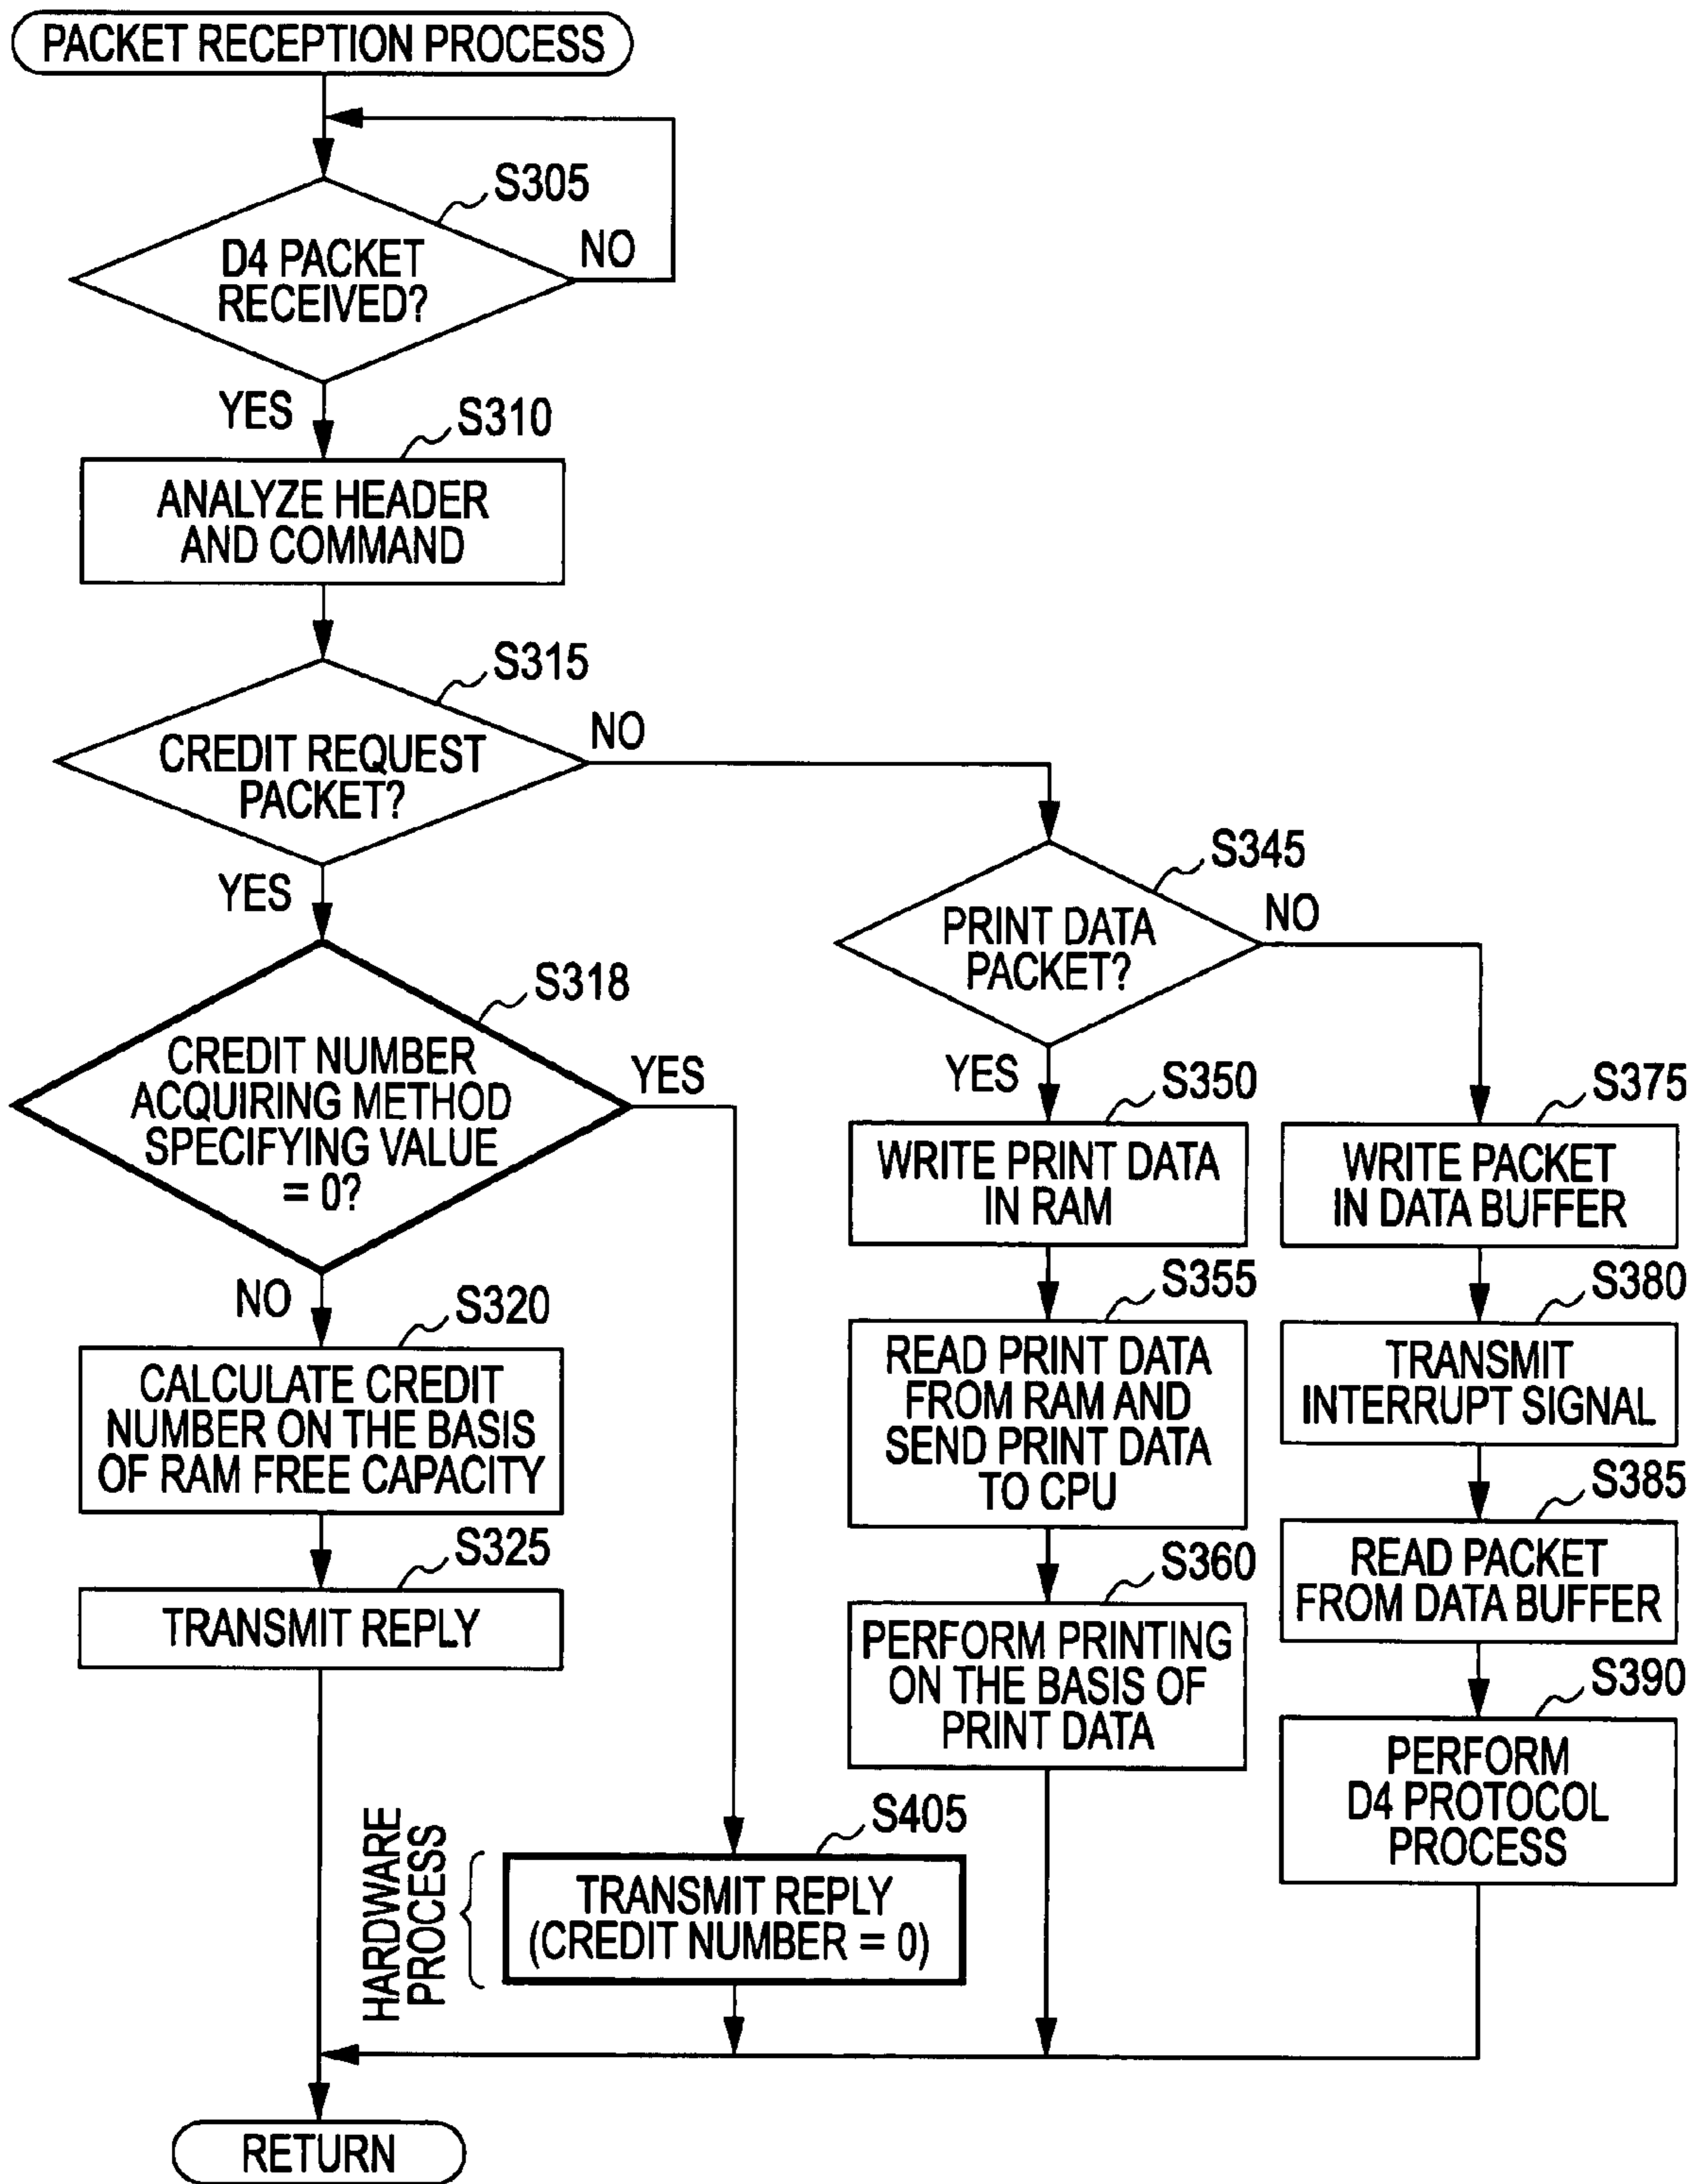 PACKET RECEPTION PROCESS
S305
D4 PACKET
RECEIVED?
NO
YES
S310
ANALYZE HEADER
AND COMMAND
S315
CREDIT REQUEST
PACKET?
NO
YES
S318
CREDIT NUMBER
ACQUIRING METHOD
SPECIFYING VALUE
= 0?
YES
NO
S320
CALCULATE CREDIT
NUMBER ON THE BASIS
OF RAM FREE CAPACITY
S325
TRANSMIT REPLY
HARDWARE
PROCESS
S405
TRANSMIT REPLY
(CREDIT NUMBER = 0)
S345
PRINT DATA
PACKET?
NO
YES
S350
WRITE PRINT DATA
IN RAM
S355
READ PRINT DATA
FROM RAM AND
SEND PRINT DATA
TO CPU
S360
PERFORM PRINTING
ON THE BASIS OF
PRINT DATA
S375
WRITE PACKET
IN DATA BUFFER
S380
TRANSMIT
INTERRUPT SIGNAL
S385
READ PACKET
FROM DATA BUFFER
S390
PERFORM
D4 PROTOCOL
PROCESS
RETURN